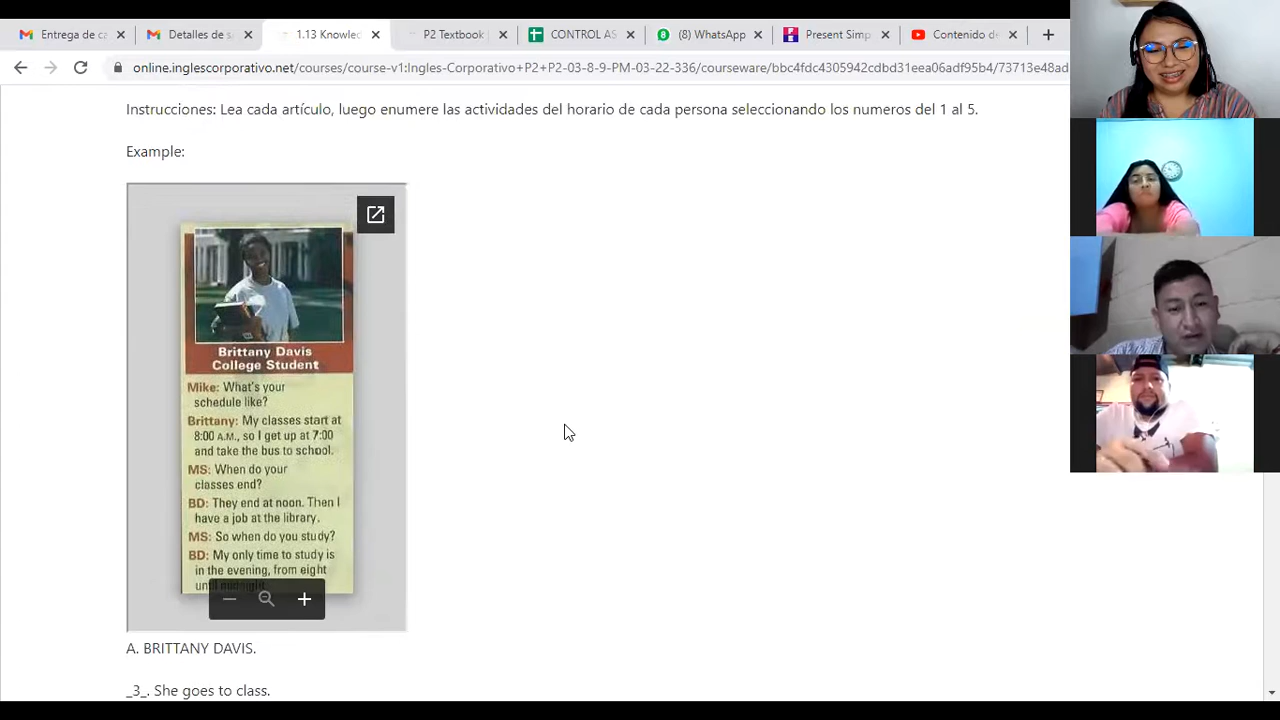 Entrega de ca
Detalles de s
1.13 Knowled
P2 Textbook
CONTROL AS
(8) WhatsApp
Present Simp
Contenido de
online.inglescorporativo.net/courses/course-v1:Ingles-Corporativo+P2+P2-03-8-9-PM-03-22-336/courseware/bbc4fdc4305942cdbd31eea06adf95b4/73713e48ad
Instrucciones: Lea cada artículo, luego enumere las actividades del horario de cada persona seleccionando los numeros del 1 al 5.
Example:
Brittany Davis
College Student
Mike: What's your
schedule like?
Brittany: My classes start at
8:00 A.M., so I get up at 7:00
and take the bus to school.
MS: When do your
classes end?
BD: They end at noon. Then I
have a job at the library.
MS: So when do you study?
BD: My only time to study is
in the evening, from eight
until
A. BRITTANY DAVIS.
_3_. She goes to class.